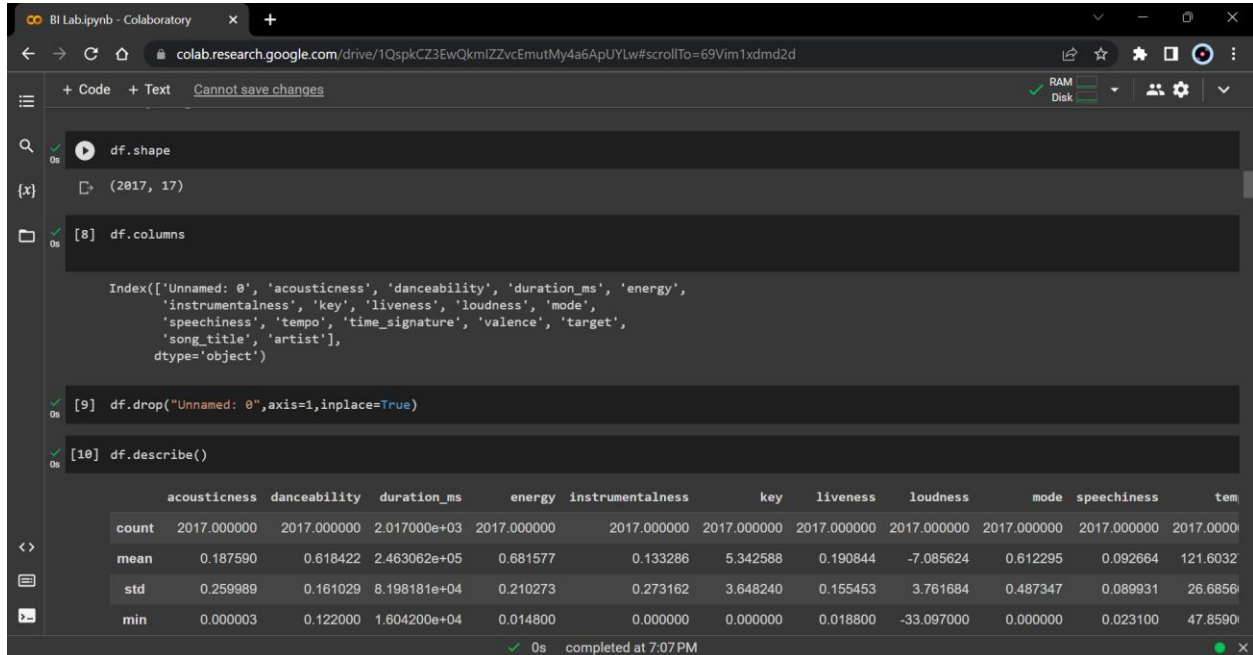 BI Lab.ipynb - Colaboratory
colab.research.google.com/drive/1QspkCZ3EwQkmIZZvcEmutMy4a6ApUYLw#scrollTo=69Vim1xdmd2d
+ Code + Text Cannot save changes RAM
Disk
df.shape
0s
(2017, 17)
{x}
[8] df.columns
0s
Index(['Unnamed: 0', 'acousticness', 'danceability', 'duration_ms', 'energy',
'instrumentalness', 'key', 'liveness', 'loudness', 'mode',
'speechiness', 'tempo', 'time_signature', 'valence', 'target',
'song_title', 'artist'],
dtype='object')
[9] df.drop("Unnamed: 0",axis=1,inplace=True)
0s
[10] df.describe()
0s
acousticness danceability duration_ms energy instrumentalness key liveness loudness mode speechiness tem
count 2017.000000 2017.000000 2.017000e+03 2017.000000 2017.000000 2017.000000 2017.000000 2017.000000 2017.000000 2017.000000 2017.0000
mean 0.187590 0.618422 2.463062e+05 0.681577 0.133286 5.342588 0.190844 -7.085624 0.612295 0.092664 121.6032
std 0.259989 0.161029 8.198181e+04 0.210273 0.273162 3.648240 0.155453 3.761684 0.487347 0.089931 26.6856
min 0.000003 0.122000 1.604200e+04 0.014800 0.000000 0.000000 0.018800 -33.097000 0.000000 0.023100 47.8590
0s completed at 7:07 PM